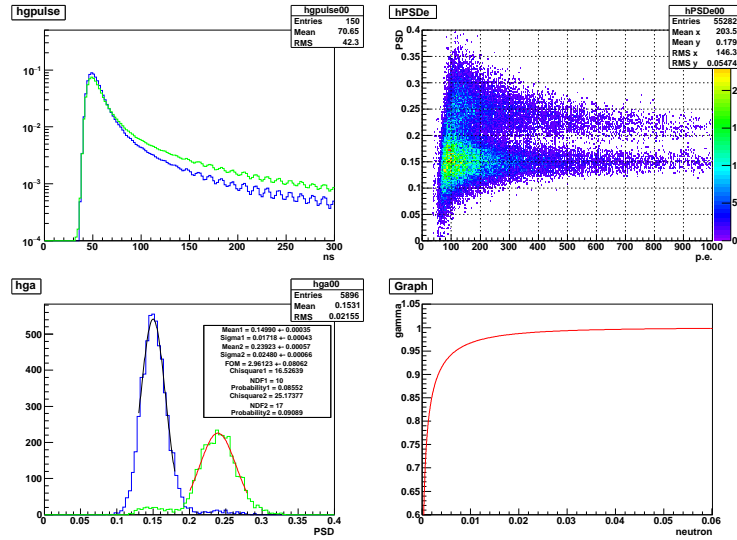 hgpulse
hgpulse00
Entries 150
Mean 70.65
RMS 42.3
10⁻¹
10⁻²
10⁻³
10⁻⁴
0 50 100 150 200 250 300
ns
hPSDe
hPSDe00
Entries 55282
Mean x 203.5
Mean y 0.179
RMS x 146.3
RMS y 0.05474
PSD
0.4
0.35
0.3
0.25
0.2
0.15
0.1
0.05
0
0 100 200 300 400 500 600 700 800 900 1000
p.e.
2
1
1
5
0
hga
hga00
Entries 5896
Mean 0.1531
RMS 0.02155
Mean1 = 0.14990 +- 0.00035
Sigma1 = 0.01718 +- 0.00043
Mean2 = 0.23923 +- 0.00057
Sigma2 = 0.02480 +- 0.00066
FOM = 2.96123 +- 0.08062
Chisquare1 = 16.52639
NDF1 = 10
Probability1 = 0.08552
Chisquare2 = 25.17377
NDF2 = 17
Probability2 = 0.09089
500
400
300
200
100
0
0 0.05 0.1 0.15 0.2 0.25 0.3 0.35 0.4
PSD
Graph
gamma
1.05
1
0.95
0.9
0.85
0.8
0.75
0.7
0.65
0.6
0 0.01 0.02 0.03 0.04 0.05 0.06
neutron